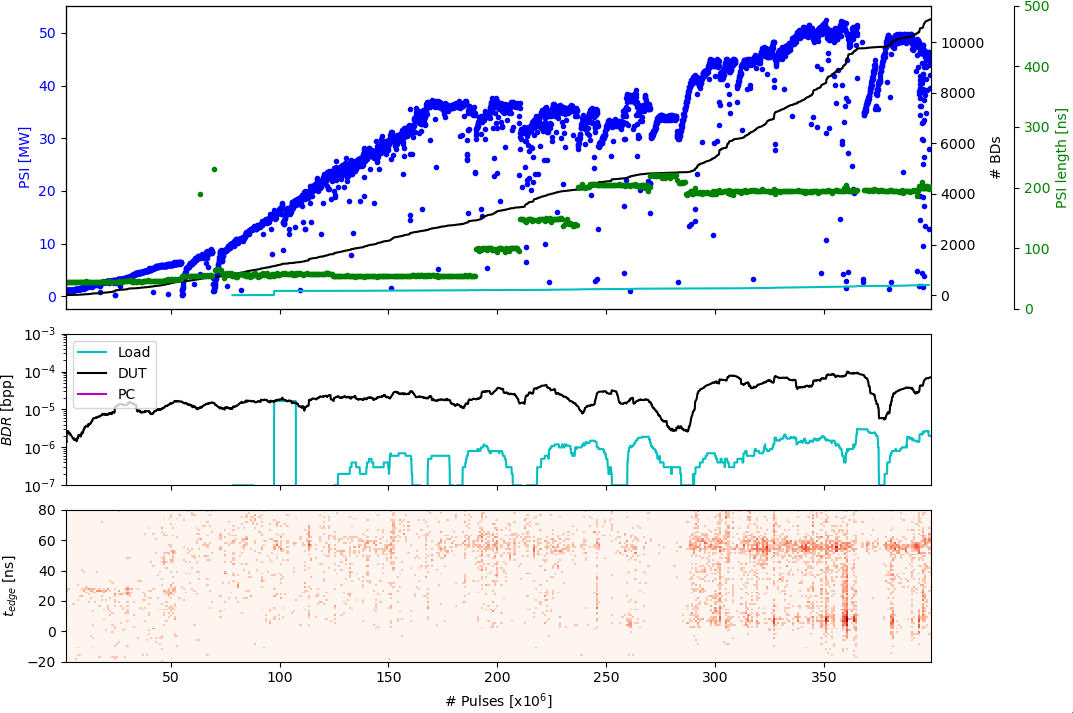 PSI [MW]
50
40
30
20
10
0
# BDs
10000
8000
6000
4000
2000
0
PSI length [ns]
500
400
300
200
100
0
BDR [bpp]
10⁻³
10⁻⁴
10⁻⁵
10⁻⁶
10⁻⁷
Load
DUT
PC
t_edge [ns]
80
60
40
20
0
−20
50 100 150 200 250 300 350
# Pulses [x10⁶]